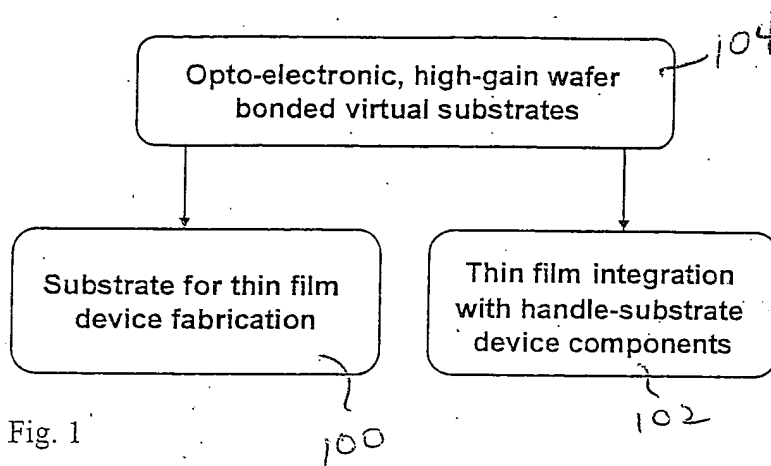 104
Opto-electronic, high-gain wafer
bonded virtual substrates
Substrate for thin film
device fabrication
Thin film integration
with handle-substrate
device components
100
102
Fig. 1